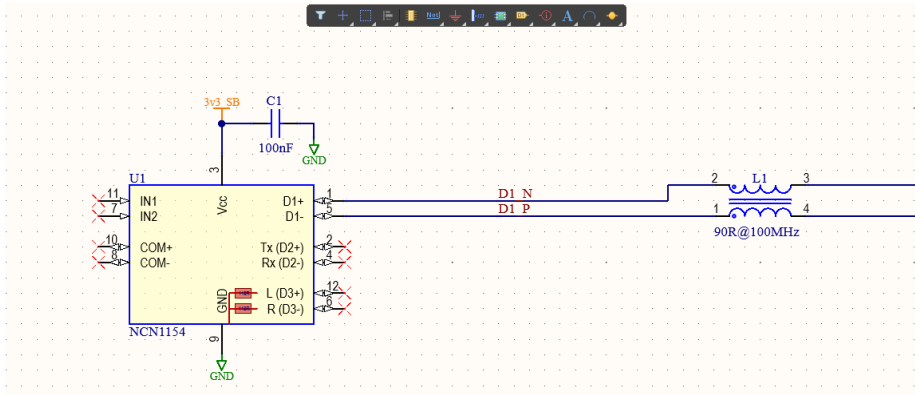 3v3_SB
C1
100nF
GND
U1
3
Vcc
11 IN1
7 IN2
10 COM+
8 COM-
D1+ 1
D1- 5
Tx (D2+) 2
Rx (D2-) 4
L (D3+) 12
R (D3-) 6
GND
NCN1154
9
GND
D1_N
D1_P
2 L1 3
1 4
90R@100MHz